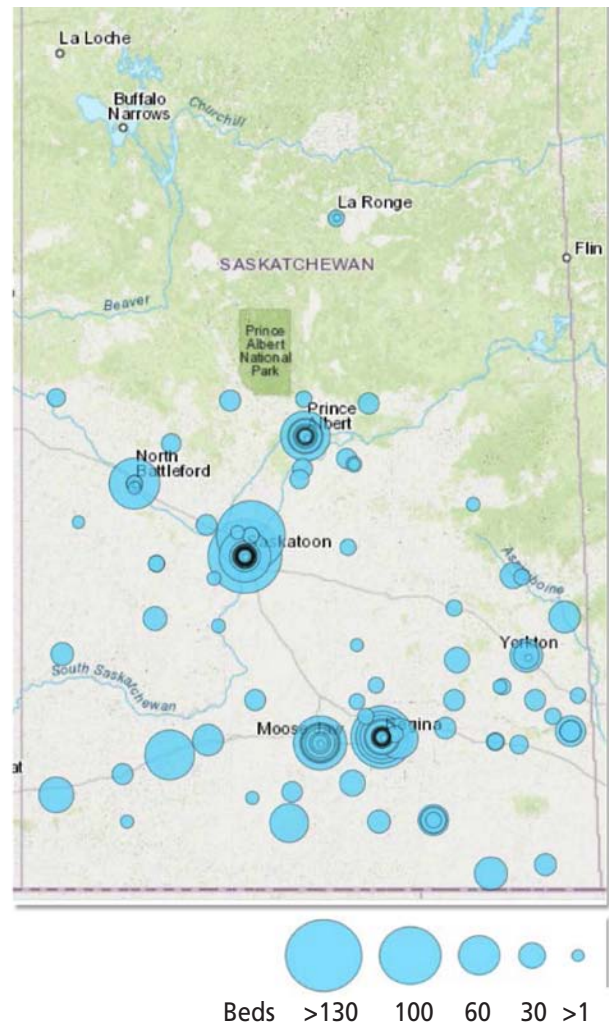 La Loche
Buffalo
Narrows
Churchill
La Ronge
Flin
SASKATCHEWAN
Beaver
Prince
Albert
National
Park
Prince
Albert
North
Battleford
Saskatoon
Assiniboine
Yorkton
South Saskatchewan
Moose Jaw
Regina
at
Beds >130 100 60 30 >1